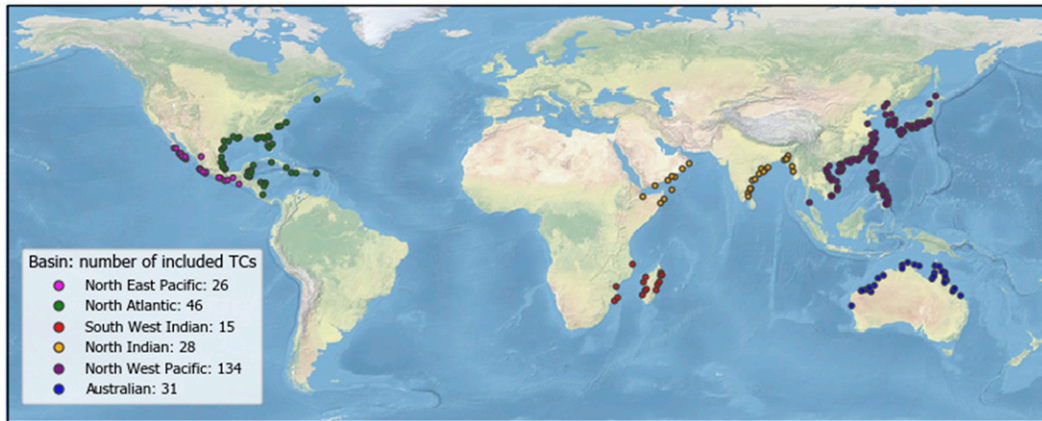 Basin: number of included TCs
North East Pacific: 26
North Atlantic: 46
South West Indian: 15
North Indian: 28
North West Pacific: 134
Australian: 31